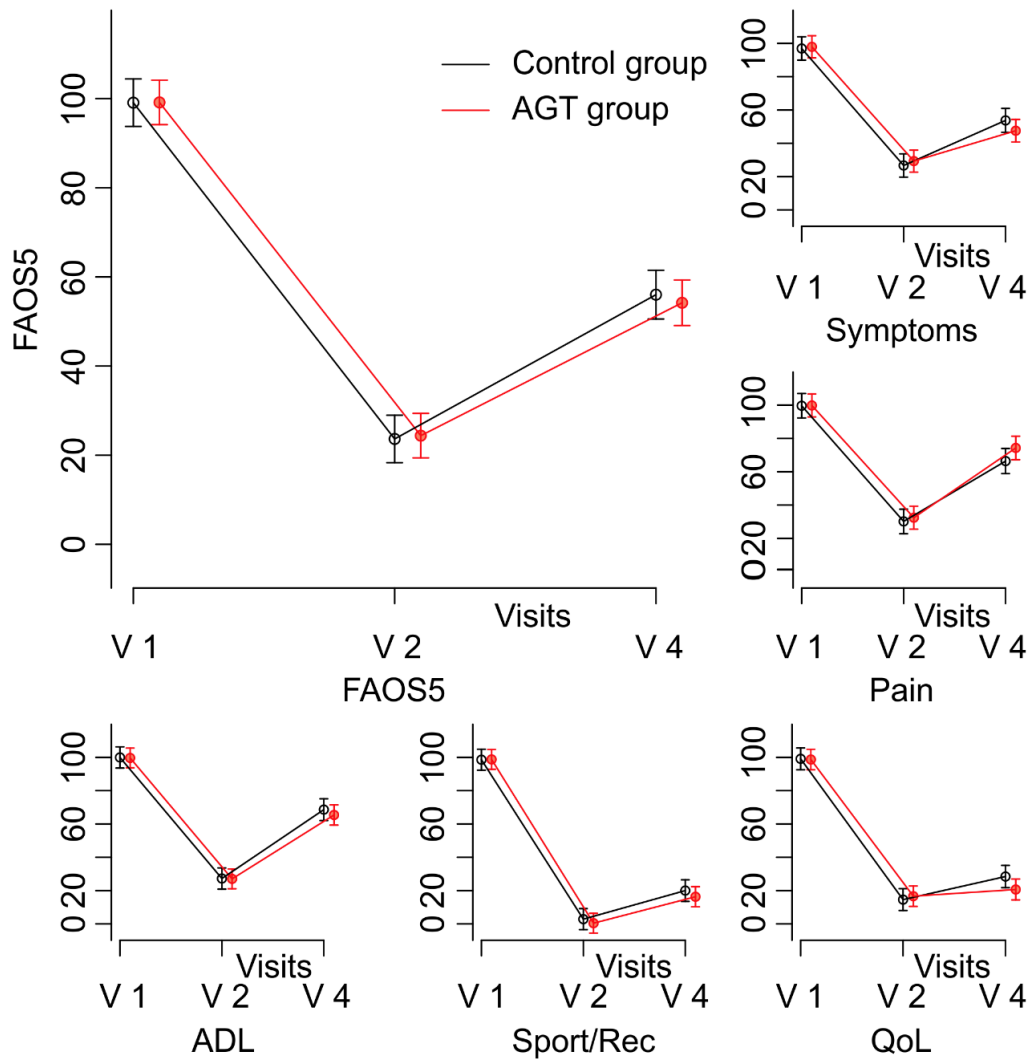 Control group
AGT group
FAOS5
100
80
60
40
20
0
Visits
V 1
V 2
V 4
FAOS5
100
60
20
0
Visits
V 1
V 2
V 4
Symptoms
100
60
20
0
Visits
V 1
V 2
V 4
Pain
100
60
20
0
Visits
V 1
V 2
V 4
ADL
100
60
20
0
Visits
V 1
V 2
V 4
Sport/Rec
100
60
20
0
Visits
V 1
V 2
V 4
QoL